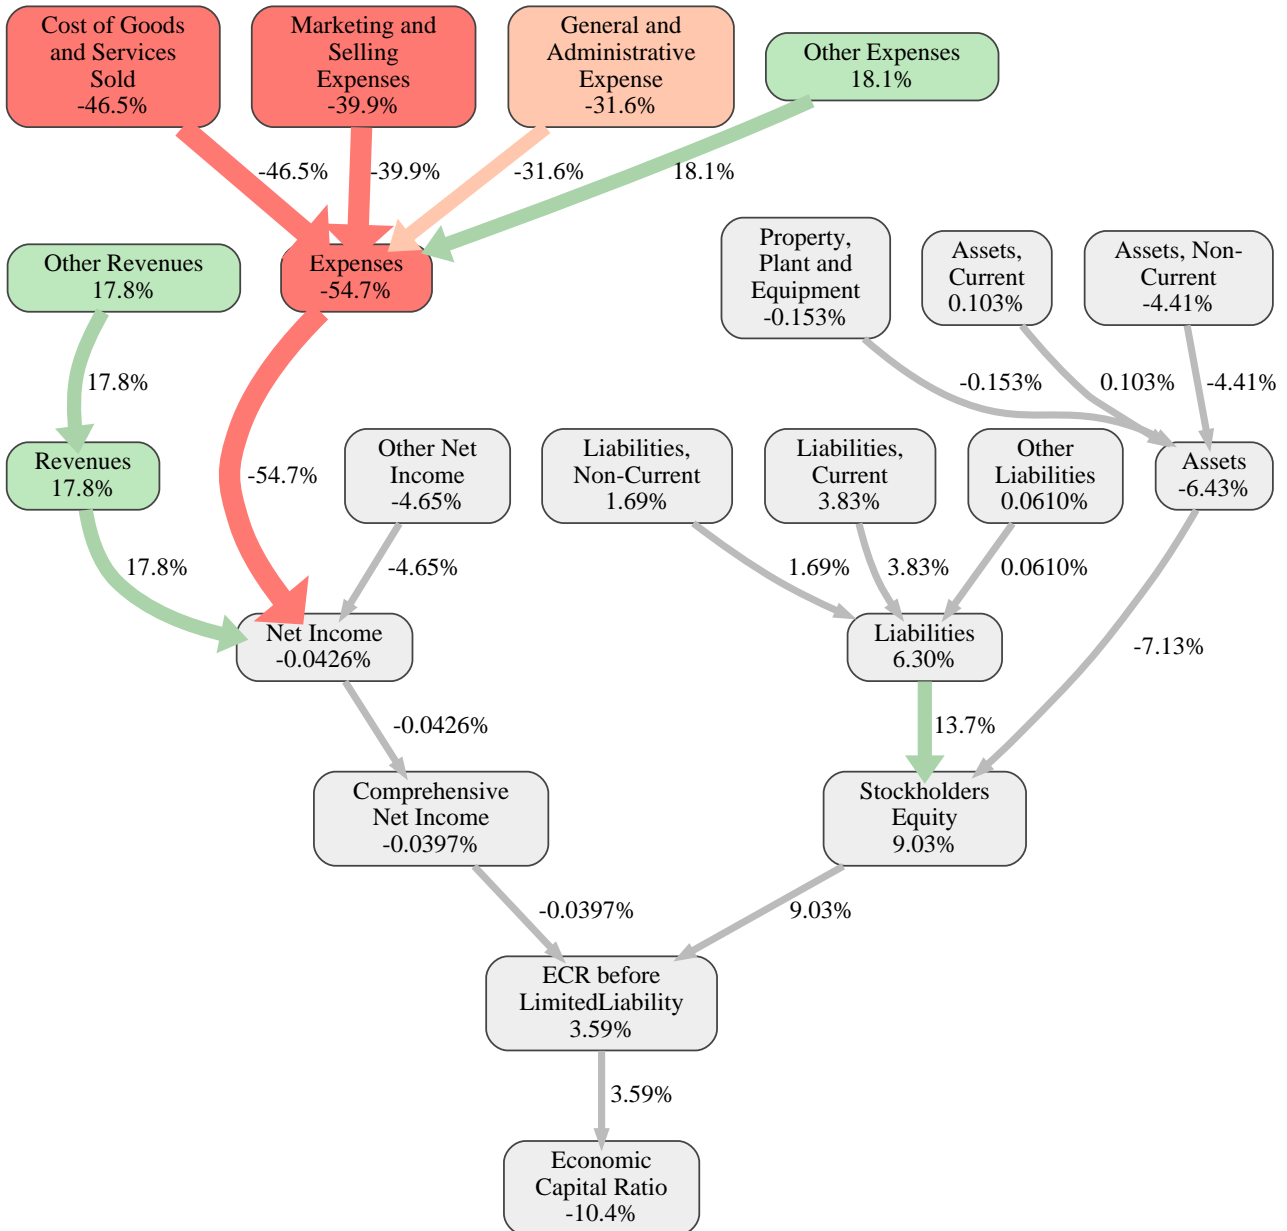 Cost of Goods
and Services
Sold
-46.5%
Marketing and
Selling
Expenses
-39.9%
General and
Administrative
Expense
-31.6%
Other Expenses
18.1%
-46.5%
-39.9%
-31.6%
18.1%
Other Revenues
17.8%
Expenses
-54.7%
Property,
Plant and
Equipment
-0.153%
Assets,
Current
0.103%
Assets, Non-
Current
-4.41%
17.8%
-0.153%
0.103%
-4.41%
Revenues
17.8%
-54.7%
Other Net
Income
-4.65%
Liabilities,
Non-Current
1.69%
Liabilities,
Current
3.83%
Other
Liabilities
0.0610%
Assets
-6.43%
17.8%
-4.65%
1.69%
3.83%
0.0610%
Net Income
-0.0426%
Liabilities
6.30%
-7.13%
-0.0426%
13.7%
Comprehensive
Net Income
-0.0397%
Stockholders
Equity
9.03%
-0.0397%
9.03%
ECR before
LimitedLiability
3.59%
3.59%
Economic
Capital Ratio
-10.4%